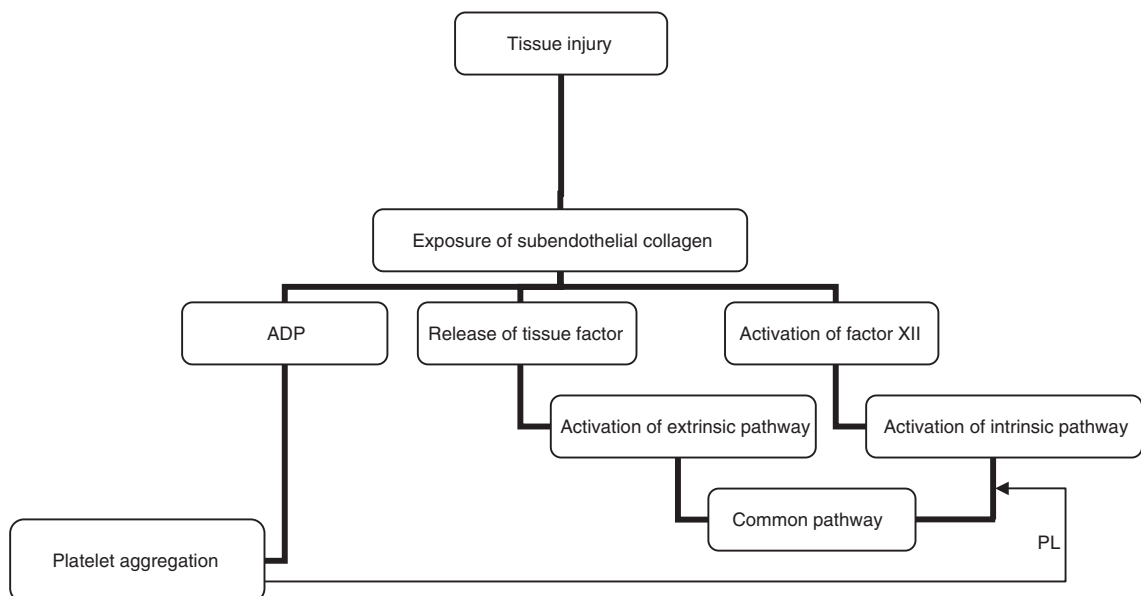 Tissue injury
Exposure of subendothelial collagen
ADP
Release of tissue factor
Activation of factor XII
Activation of extrinsic pathway
Activation of intrinsic pathway
Common pathway
PL
Platelet aggregation